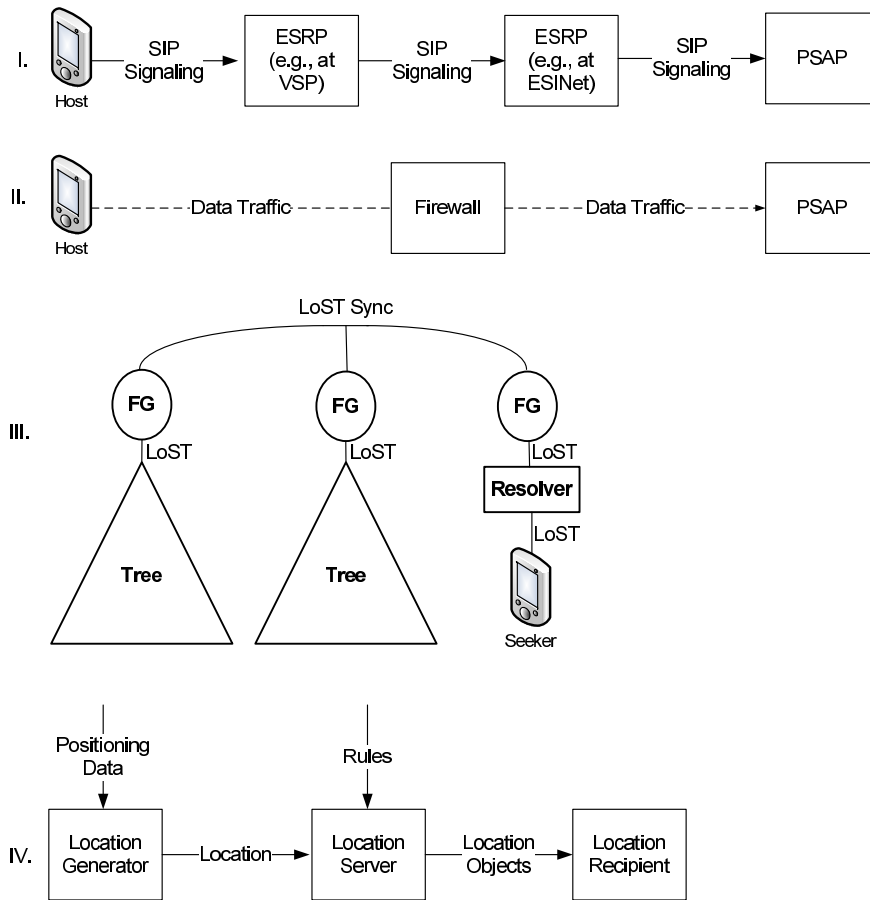 I.
Host
SIP
Signaling
ESRP
(e.g., at
VSP)
SIP
Signaling
ESRP
(e.g., at
ESINet)
SIP
Signaling
PSAP
II.
Host
Data Traffic
Firewall
Data Traffic
PSAP
LoST Sync
III.
FG
FG
FG
LoST
LoST
LoST
Resolver
LoST
Tree
Tree
Seeker
Positioning
Data
Rules
IV.
Location
Generator
Location
Location
Server
Location
Objects
Location
Recipient